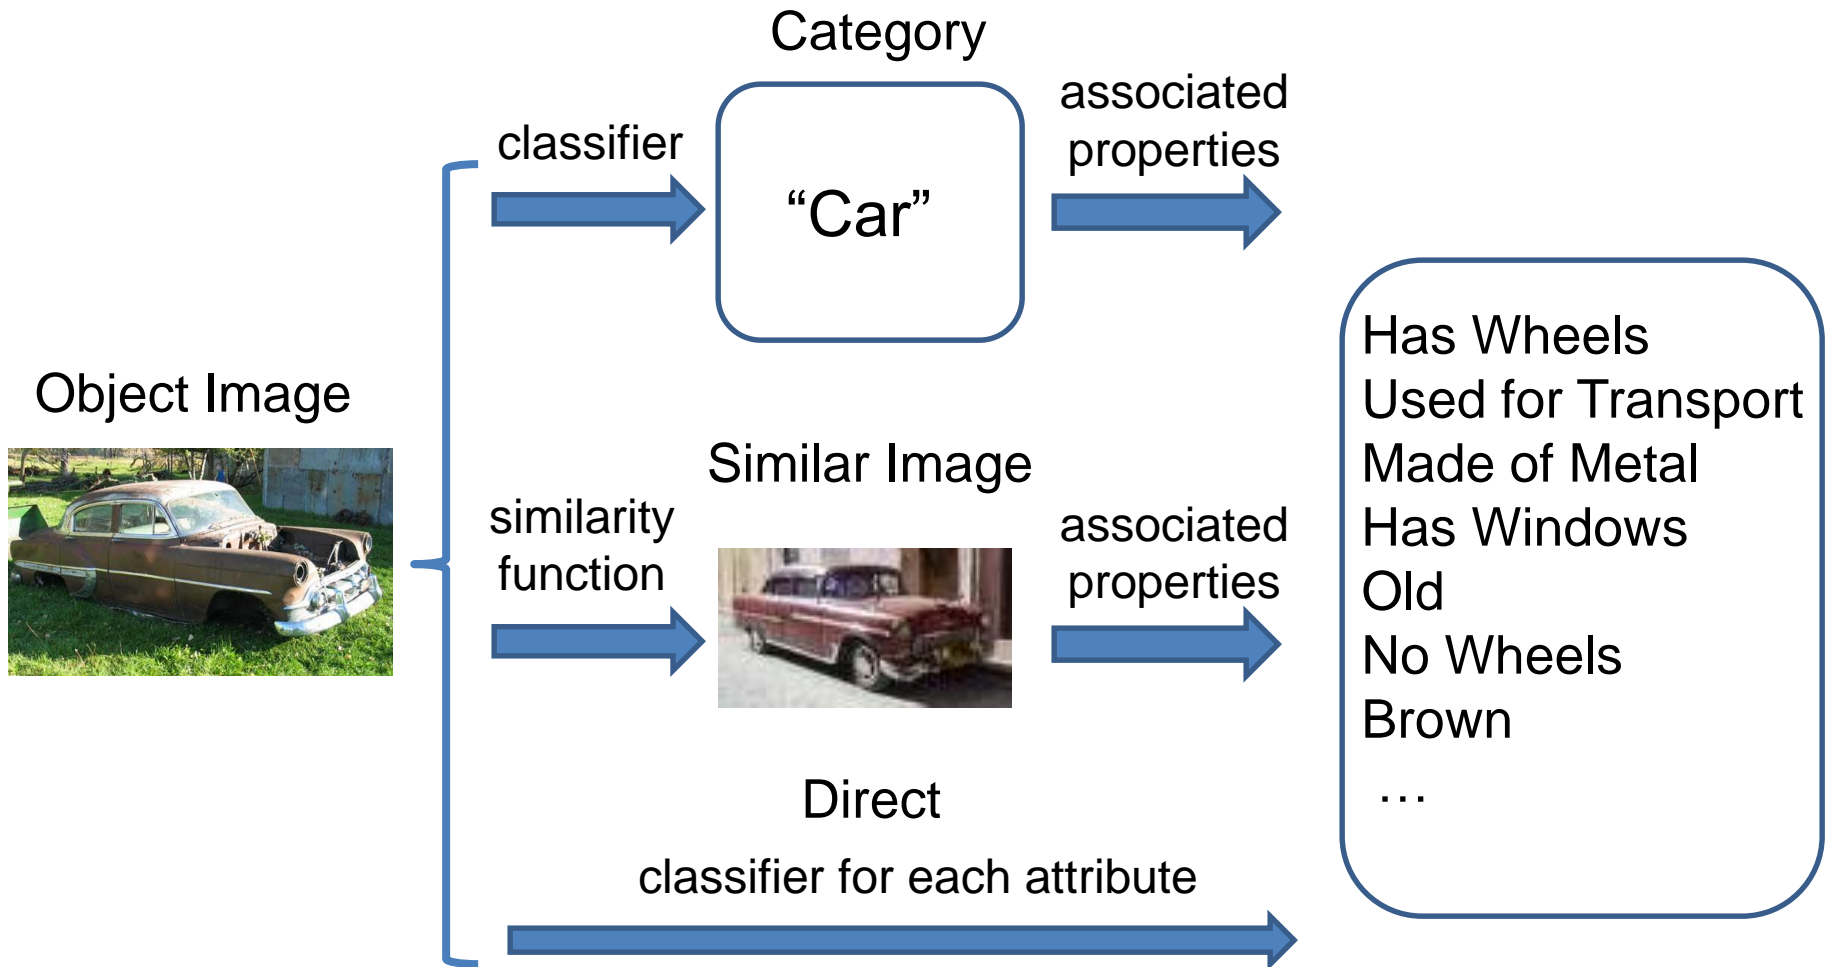 Category
classifier
associated
properties
“Car”
Object Image
Similar Image
similarity
function
associated
properties
Direct
classifier for each attribute
Has Wheels
Used for Transport
Made of Metal
Has Windows
Old
No Wheels
Brown
…